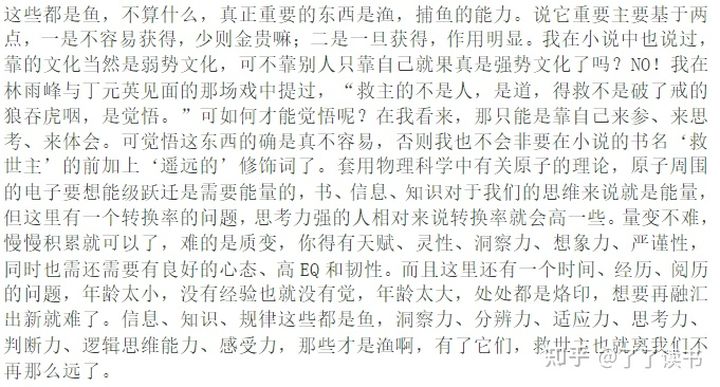 这些都是鱼，不算什么，真正重要的东西是渔，捕鱼的能力。说它重要主要基于两
点，一是不容易获得，少则金贵嘛；二是一旦获得，作用明显。我在小说中也说过，
靠的文化当然是弱势文化，可不靠别人只靠自己就果真是强势文化了吗？NO！我在
林雨峰与丁元英见面的那场戏中提过，“救主的不是人，是道，得救不是破了戒的
狼吞虎咽，是觉悟。”可如何才能觉悟呢？在我看来，那只能是靠自己来参、来思
考、来体会。可觉悟这东西的确是真不容易，否则我也不会非要在小说的书名‘救
世主’的前加上‘遥远的’修饰词了。套用物理科学中有关原子的理论，原子周围
的电子要想能级跃迁是需要能量的，书、信息、知识对于我们的思维来说就是能量，
但这里有一个转换率的问题，思考力强的人相对来说转换率就会高一些。量变不难，
慢慢积累就可以了，难的是质变，你得有天赋、灵性、洞察力、想象力、严谨性，
同时也需还需要有良好的心态、高EQ和韧性。而且这里还有一个时间、经历、阅历
的问题，年龄太小，没有经验也就没有觉，年龄太大，处处都是烙印，想要再融汇
出新就难了。信息、知识、规律这些都是鱼，洞察力、分辨力、适应力、思考力、
判断力、逻辑思维能力、感受力，那些才是渔啊，有了它们，救世主也就离我们不
再那么远了。
知乎 @了了读书